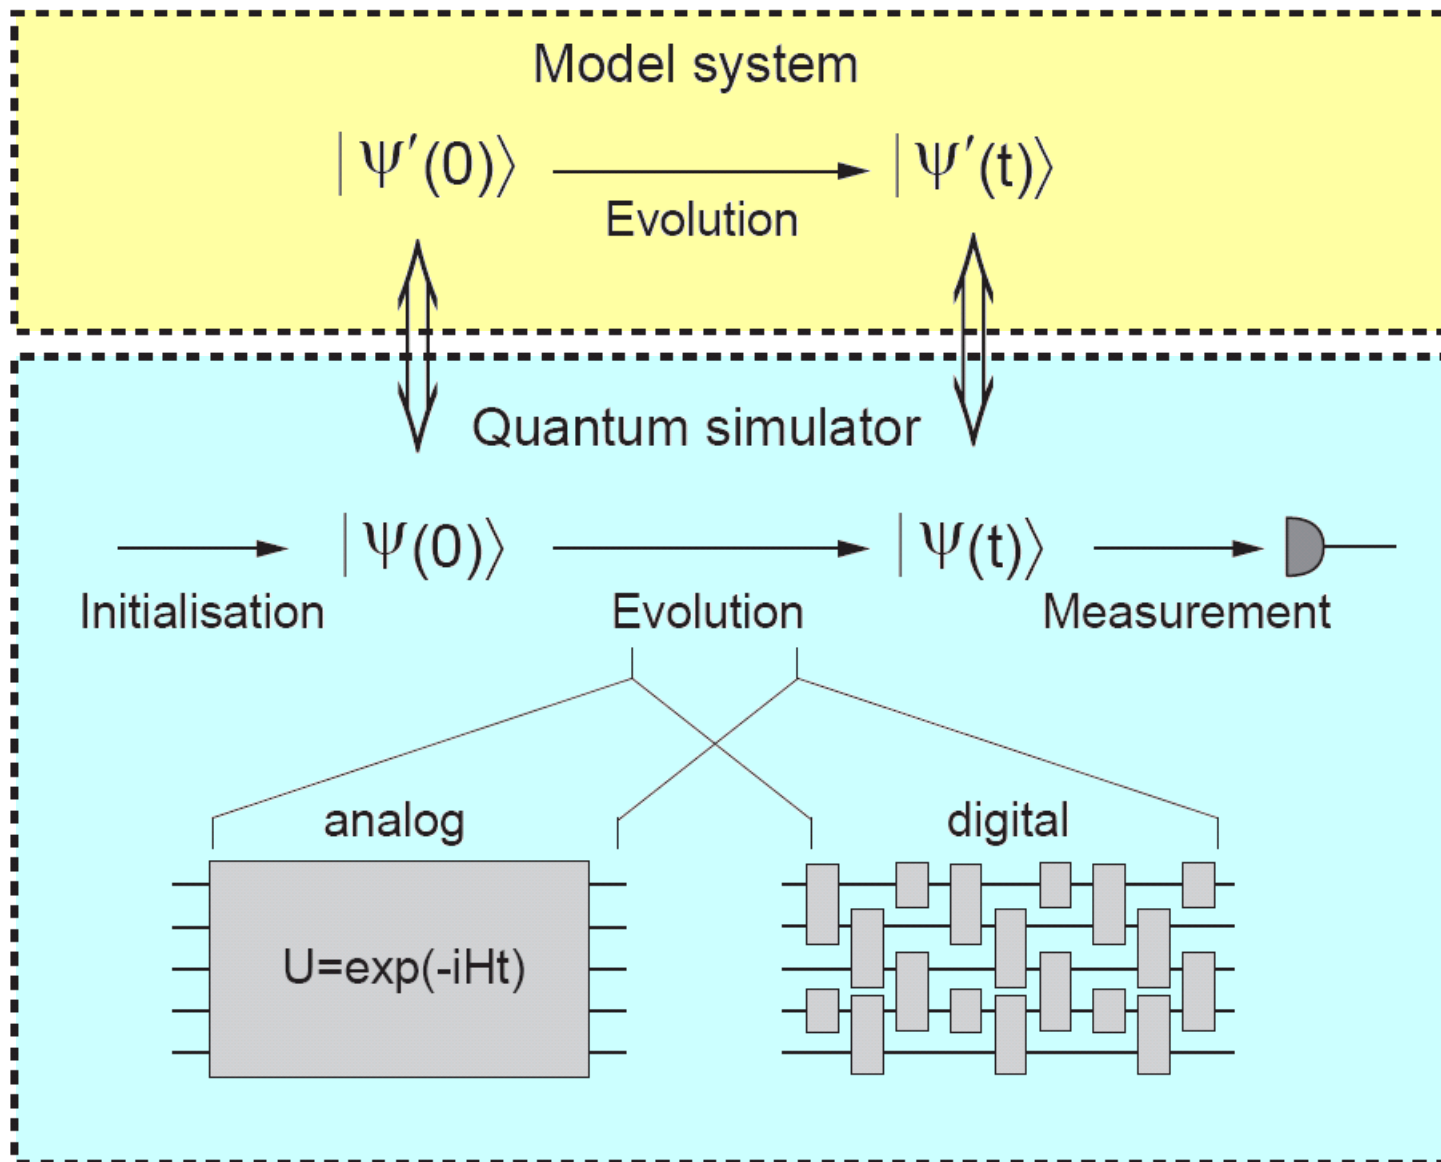 Model system
|Ψ′(0)⟩
|Ψ′(t)⟩
Evolution
Quantum simulator
|Ψ(0)⟩
|Ψ(t)⟩
Initialisation
Evolution
Measurement
analog
digital
U=exp(-iHt)